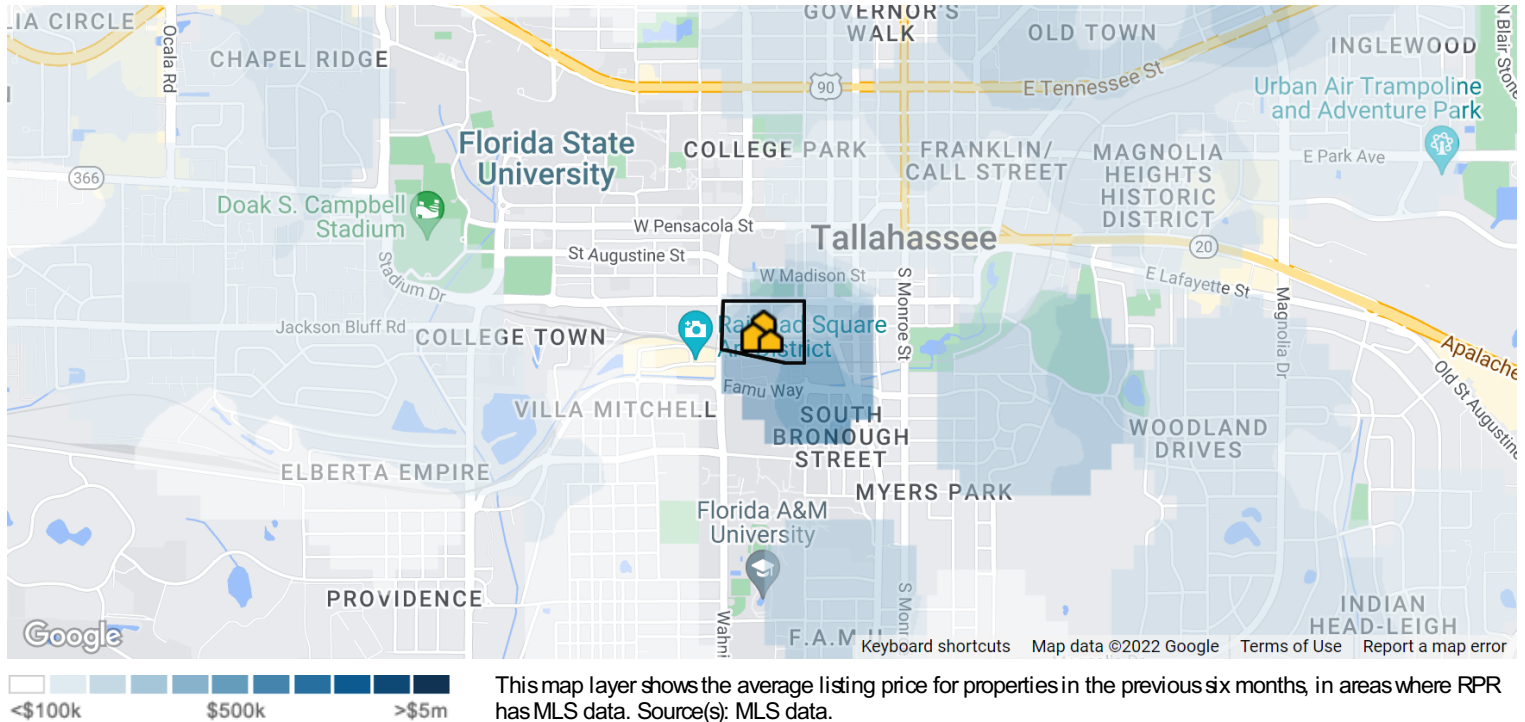 LIA CIRCLE
Ocala Rd
CHAPEL RIDGE
GOVERNOR'S
WALK
OLD TOWN
INGLEWOOD
N Blair Stone
90
E Tennessee St
Urban Air Trampoline
and Adventure Park
Florida State
University
COLLEGE PARK
FRANKLIN/
CALL STREET
MAGNOLIA
HEIGHTS
HISTORIC
DISTRICT
E Park Ave
366
Doak S. Campbell
Stadium
W Pensacola St
St Augustine St
Tallahassee
20
Stadium Dr
W Madison St
S Monroe St
E Lafayette St
Magnolia Dr
Jackson Bluff Rd
COLLEGE TOWN
Railroad Square
Art District
Apalache
Old St Augustine
Famu Way
VILLA MITCHELL
SOUTH
BRONOUGH
STREET
WOODLAND
DRIVES
ELBERTA EMPIRE
MYERS PARK
Florida A&M
University
PROVIDENCE
Wahni
S Monr
INDIAN
HEAD-LEIGH
F.A.M.U
Google
Keyboard shortcuts Map data ©2022 Google Terms of Use Report a map error
<$100k $500k >$5m
This map layer shows the average listing price for properties in the previous six months, in areas where RPR
has MLS data. Source(s): MLS data.